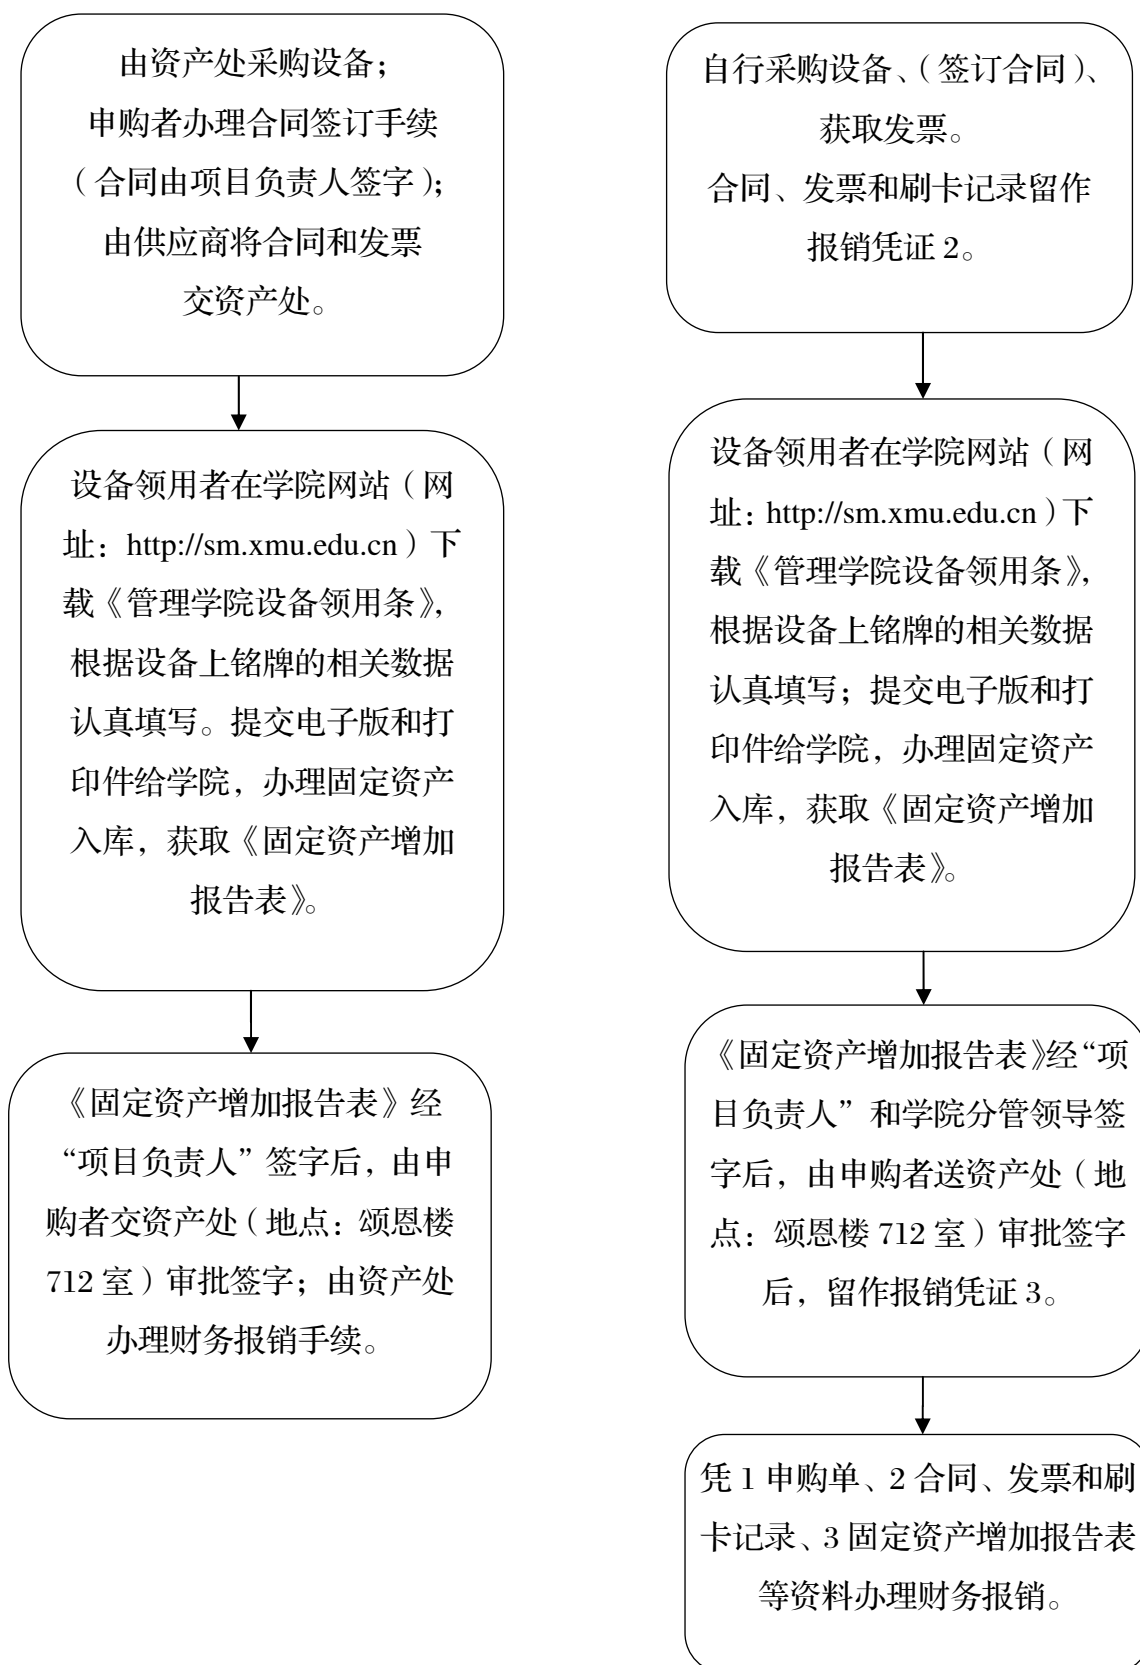 由资产处采购设备；
申购者办理合同签订手续
（合同由项目负责人签字）；
由供应商将合同和发票
交资产处。
设备领用者在学院网站（网
址：http://sm.xmu.edu.cn）下
载《管理学院设备领用条》，
根据设备上铭牌的相关数据
认真填写。提交电子版和打
印件给学院，办理固定资产
入库，获取《固定资产增加
报告表》。
《固定资产增加报告表》经
“项目负责人”签字后，由申
购者交资产处（地点：颂恩楼
712 室）审批签字；由资产处
办理财务报销手续。
自行采购设备、（签订合同）、
获取发票。
合同、发票和刷卡记录留作
报销凭证 2。
设备领用者在学院网站（网
址：http://sm.xmu.edu.cn）下
载《管理学院设备领用条》，
根据设备上铭牌的相关数据
认真填写；提交电子版和打
印件给学院，办理固定资产
入库，获取《固定资产增加
报告表》。
《固定资产增加报告表》经“项
目负责人”和学院分管领导签
字后，由申购者送资产处（地
点：颂恩楼 712 室）审批签字
后，留作报销凭证 3。
凭 1 申购单、2 合同、发票和刷
卡记录、3 固定资产增加报告表
等资料办理财务报销。